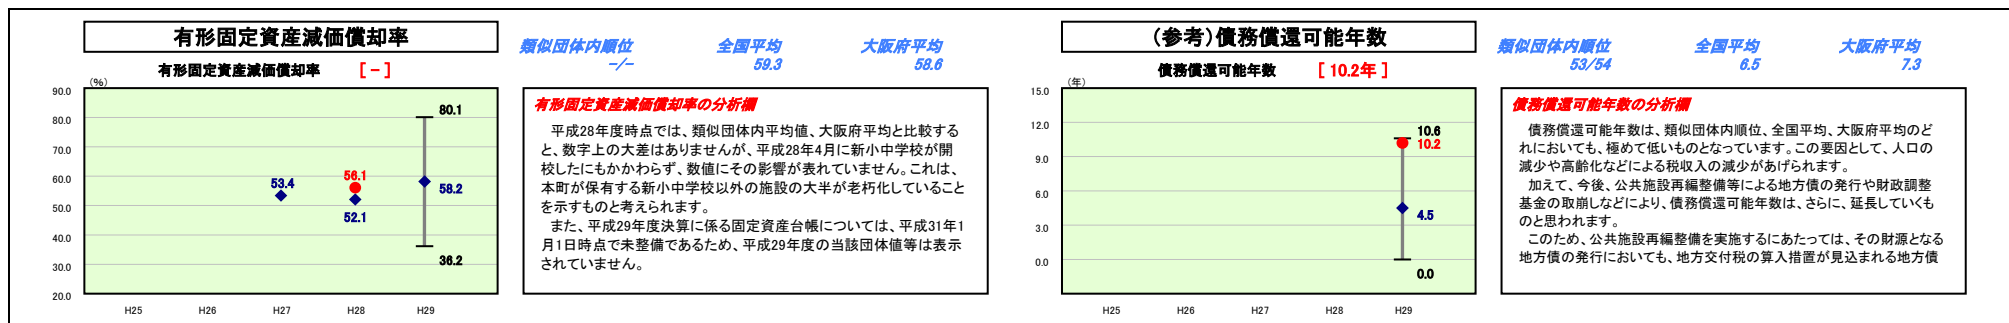 有形固定資産減価償却率
類似団体内順位 全国平均 大阪府平均
-/- 59.3 58.6
有形固定資産減価償却率 [ - ]
(%)
90.0
80.0
70.0
60.0
50.0
40.0
30.0
20.0
80.1
56.1
53.4
58.2
52.1
36.2
H25 H26 H27 H28 H29
有形固定資産減価償却率の分析欄
平成28年度時点では、類似団体内平均値、大阪府平均と比較する
と、数字上の大差はありませんが、平成28年4月に新小中学校が開
校したにもかかわらず、数値にその影響が表れていません。これは、
本町が保有する新小中学校以外の施設の大半が老朽化していること
を示すものと考えられます。
また、平成29年度決算に係る固定資産台帳については、平成31年1
月1日時点で未整備であるため、平成29年度の当該団体値等は表示
されていません。
(参考)債務償還可能年数
類似団体内順位 全国平均 大阪府平均
53/54 6.5 7.3
債務償還可能年数 [ 10.2年 ]
(年)
15.0
12.0
9.0
6.0
3.0
0.0
10.6
10.2
4.5
0.0
H25 H26 H27 H28 H29
債務償還可能年数の分析欄
債務償還可能年数は、類似団体内順位、全国平均、大阪府平均のど
れにおいても、極めて低いものとなっています。この要因として、人口の
減少や高齢化などによる税収入の減少があげられます。
加えて、今後、公共施設再編整備等による地方債の発行や財政調整
基金の取崩しなどにより、債務償還可能年数は、さらに、延長していくも
のと思われます。
このため、公共施設再編整備を実施するにあたっては、その財源となる
地方債の発行においても、地方交付税の算入措置が見込まれる地方債